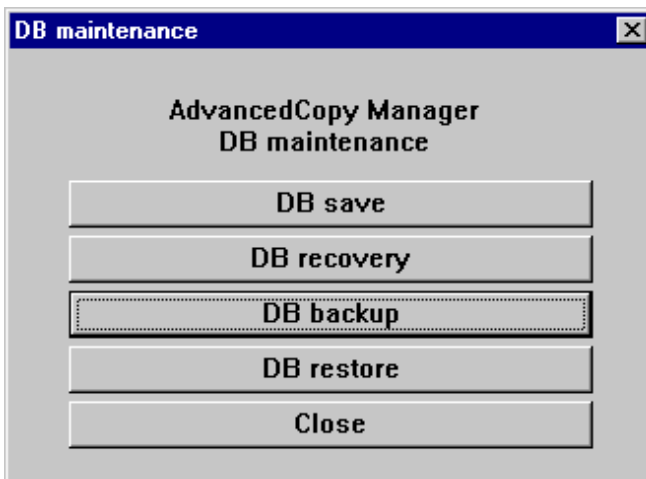 DB maintenance
AdvancedCopy Manager
DB maintenance
DB save
DB recovery
DB backup
DB restore
Close